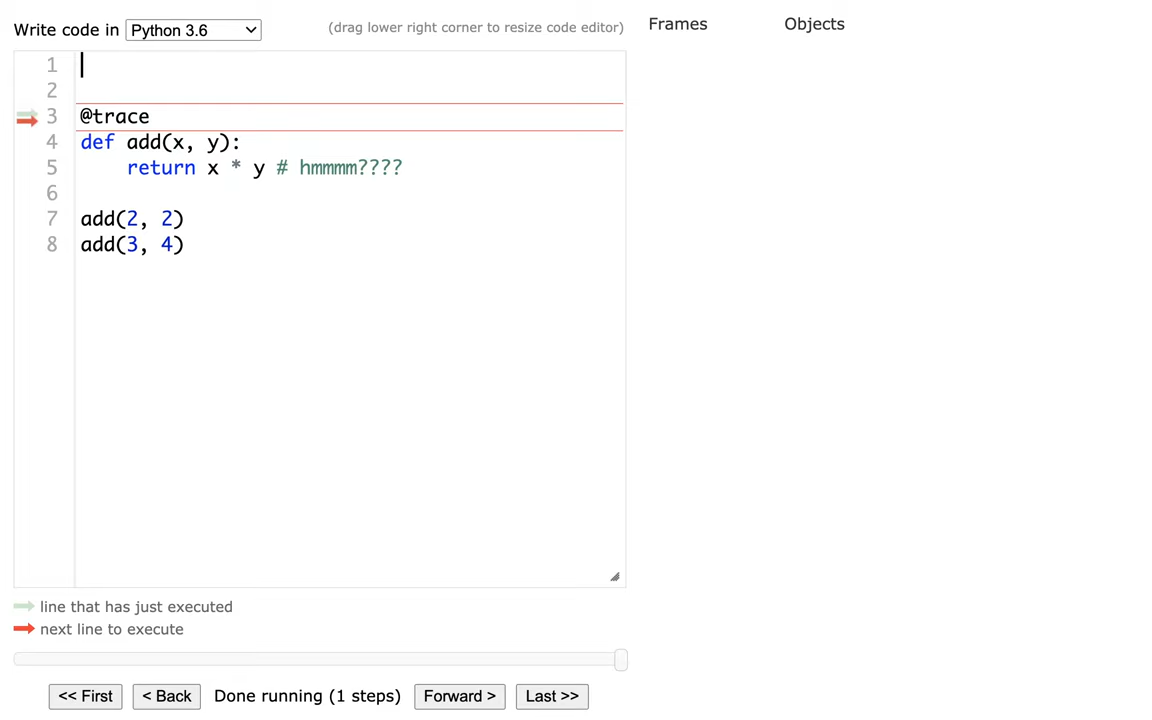 Write code in Python 3.6 (drag lower right corner to resize code editor) Frames Objects
1
2
3 @trace
4 def add(x, y):
5     return x * y # hmmmm????
6
7 add(2, 2)
8 add(3, 4)
line that has just executed
next line to execute
<< First < Back Done running (1 steps) Forward > Last >>